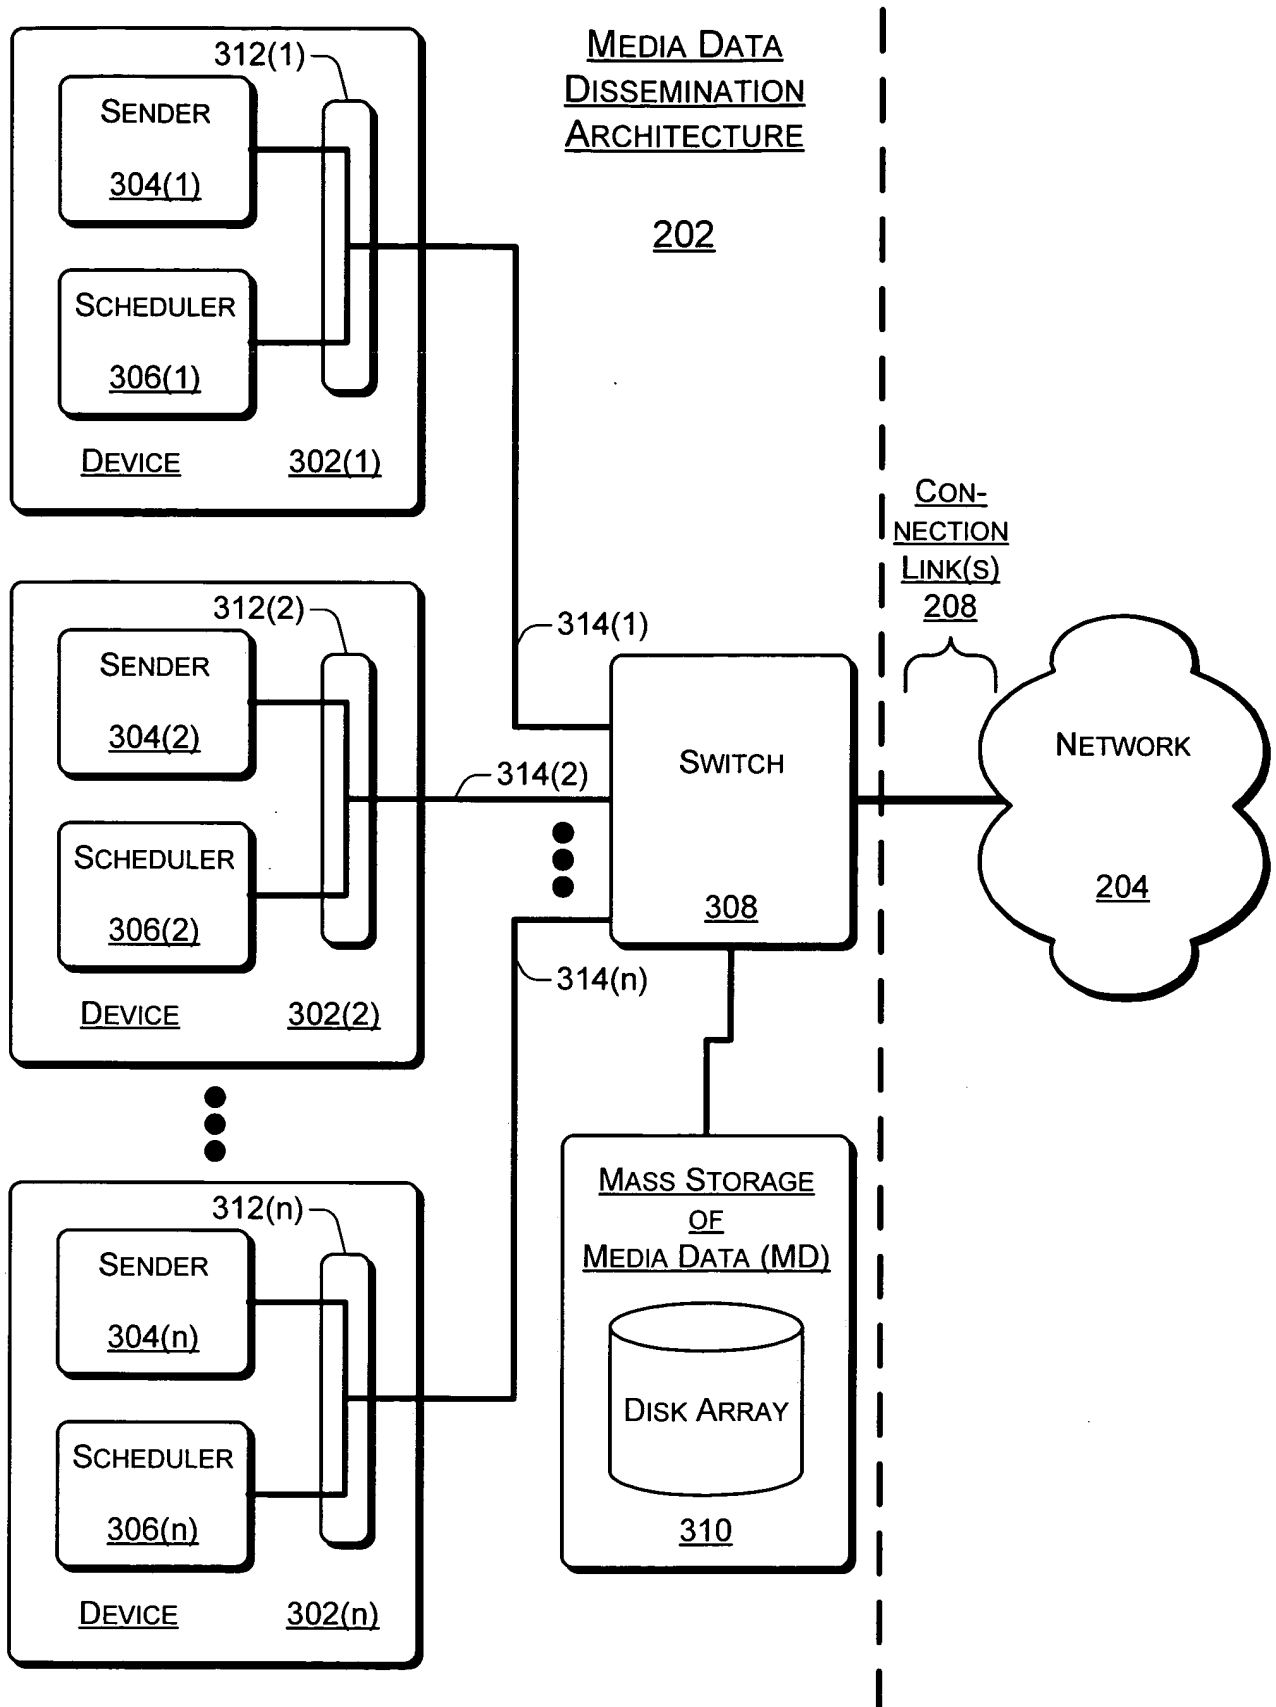 MEDIA DATA
DISSEMINATION
ARCHITECTURE
202
312(1)
SENDER
304(1)
SCHEDULER
306(1)
DEVICE 302(1)
312(2)
SENDER
304(2)
SCHEDULER
306(2)
DEVICE 302(2)
312(n)
SENDER
304(n)
SCHEDULER
306(n)
DEVICE 302(n)
314(1)
314(2)
314(n)
SWITCH
308
MASS STORAGE
OF
MEDIA DATA (MD)
DISK ARRAY
310
CON-
NECTION
LINK(S)
208
NETWORK
204